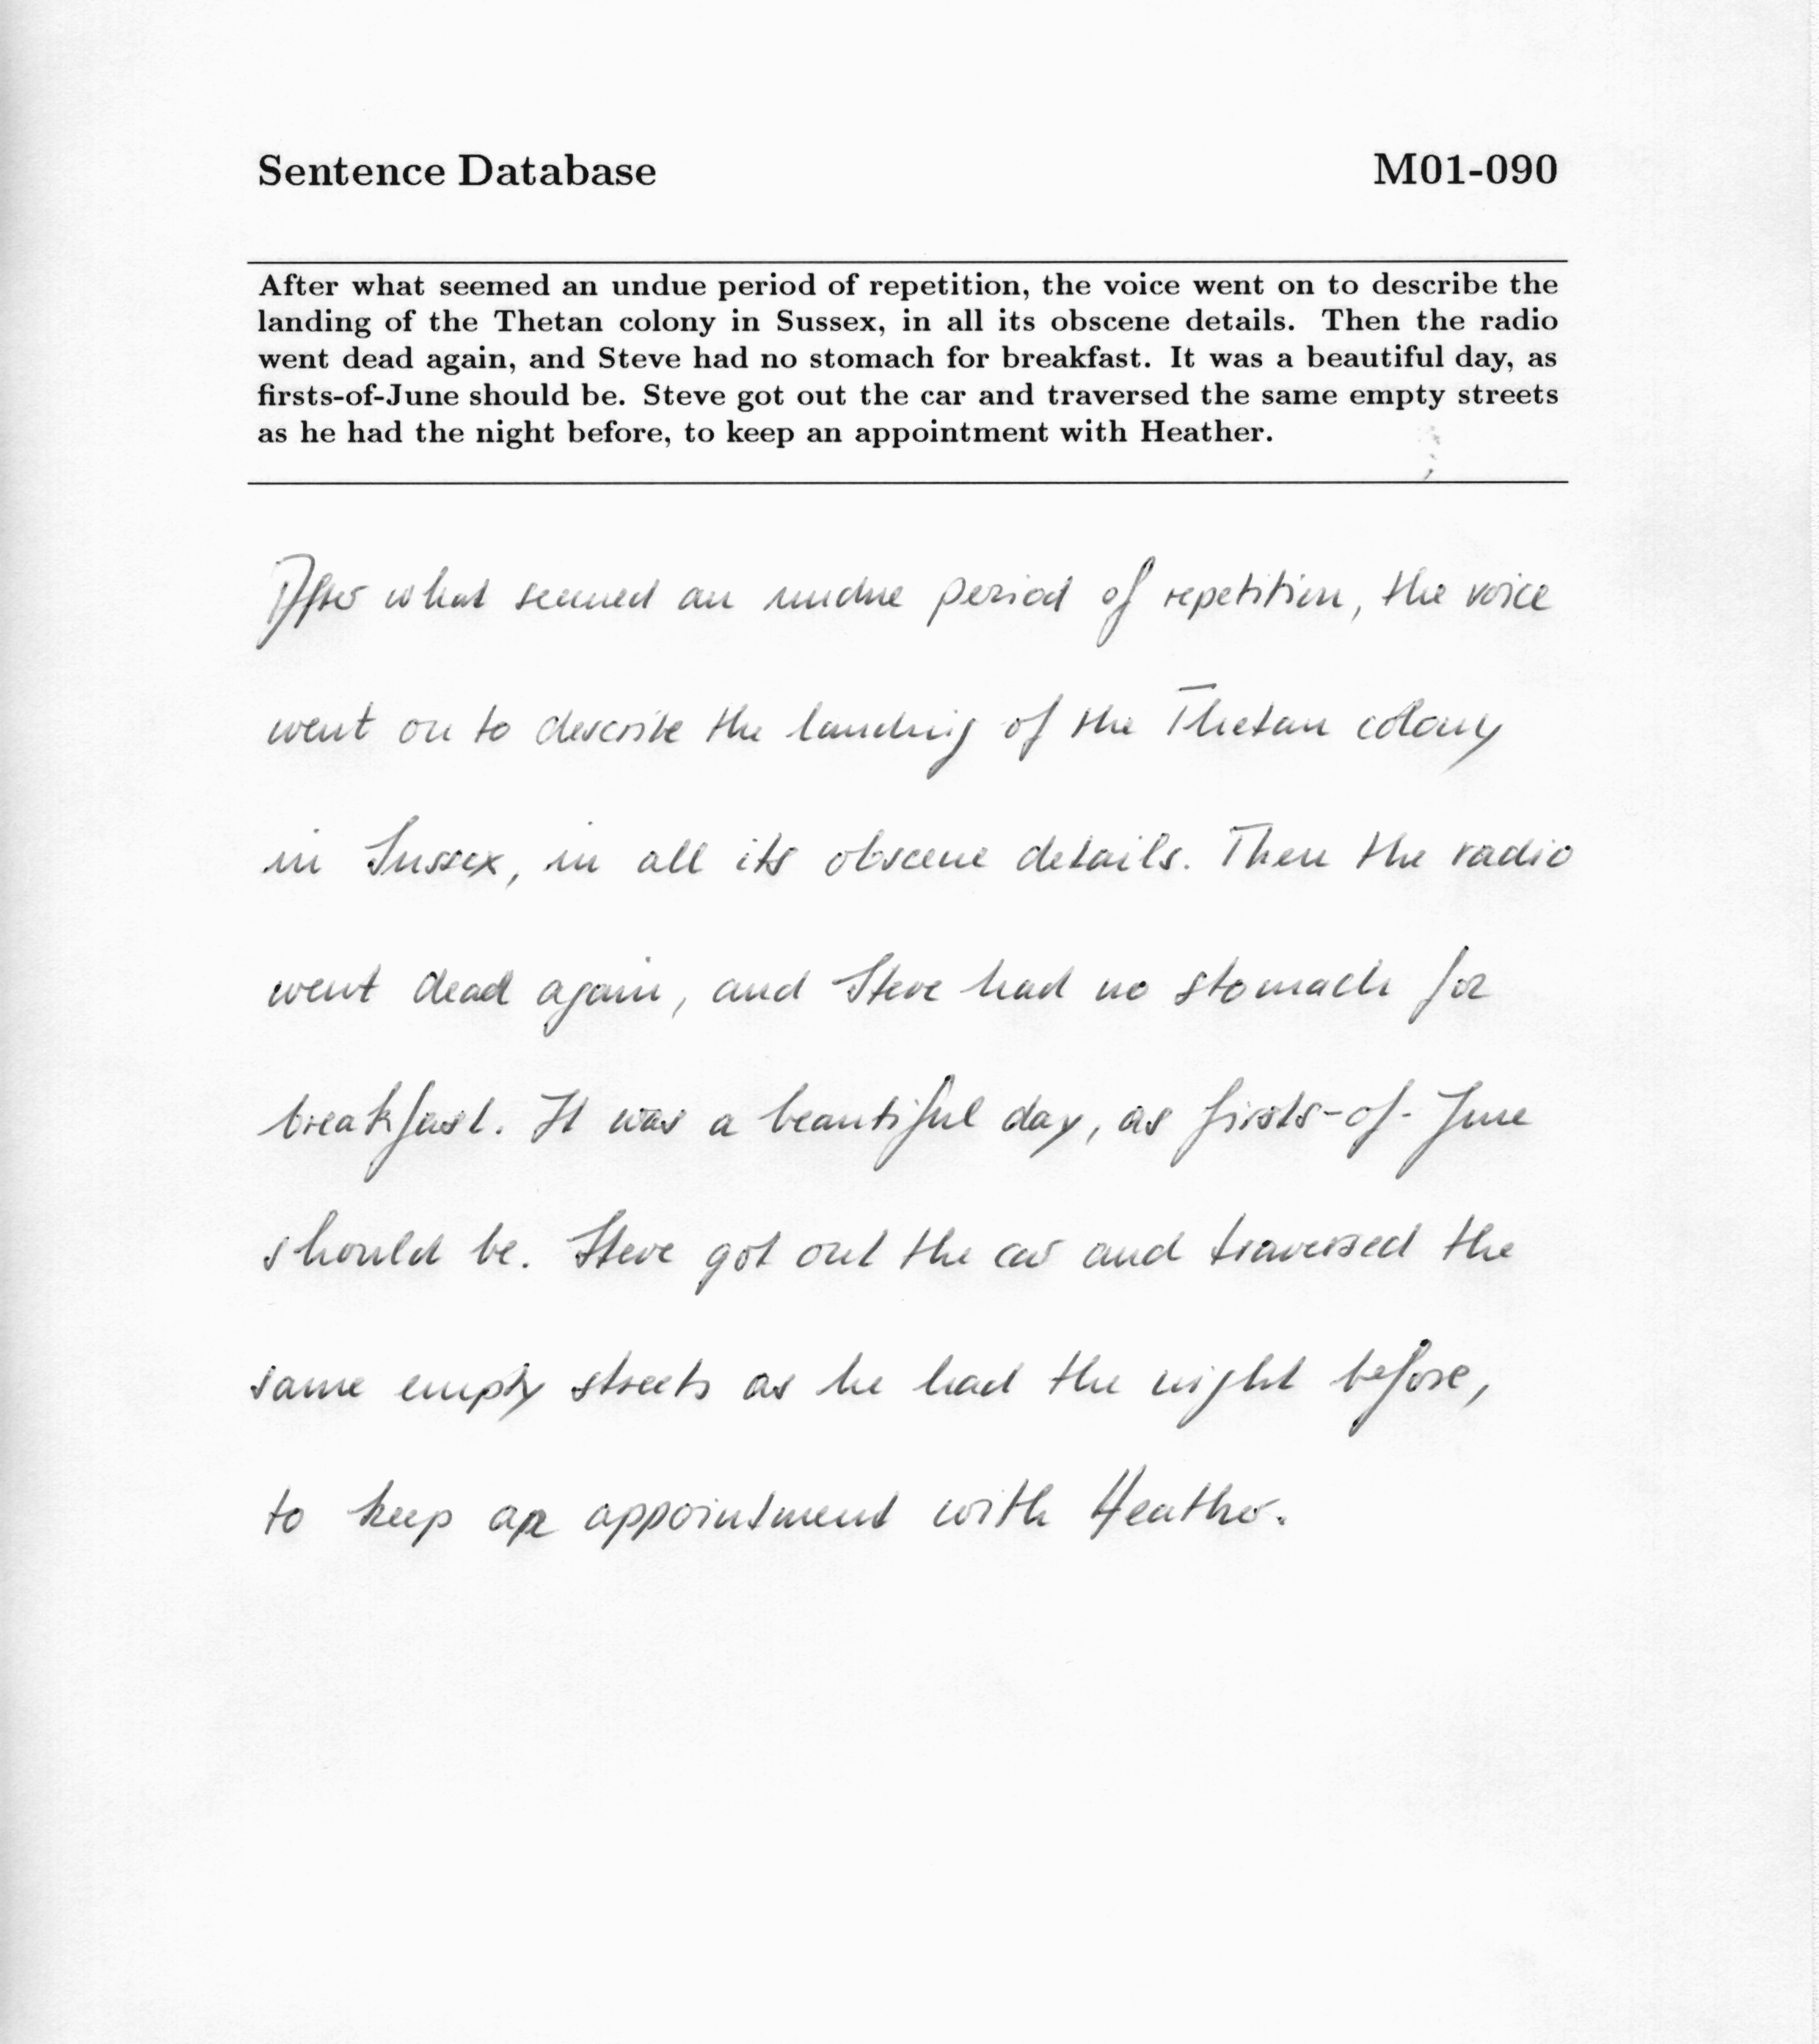 Sentence Database M01-090
After what seemed an undue period of repetition, the voice went on to describe the
landing of the Thetan colony in Sussex, in all its obscene details. Then the radio
went dead again, and Steve had no stomach for breakfast. It was a beautiful day, as
firsts-of-June should be. Steve got out the car and traversed the same empty streets
as he had the night before, to keep an appointment with Heather.
After what seemed an undue period of repetition, the voice
went on to describe the landing of the Thetan colony
in Sussex, in all its obscene details. Then the radio
went dead again, and Steve had no stomach for
breakfast. It was a beautiful day, as firsts-of-June
should be. Steve got out the car and traversed the
same empty streets as he had the night before,
to keep an appointment with Heather.